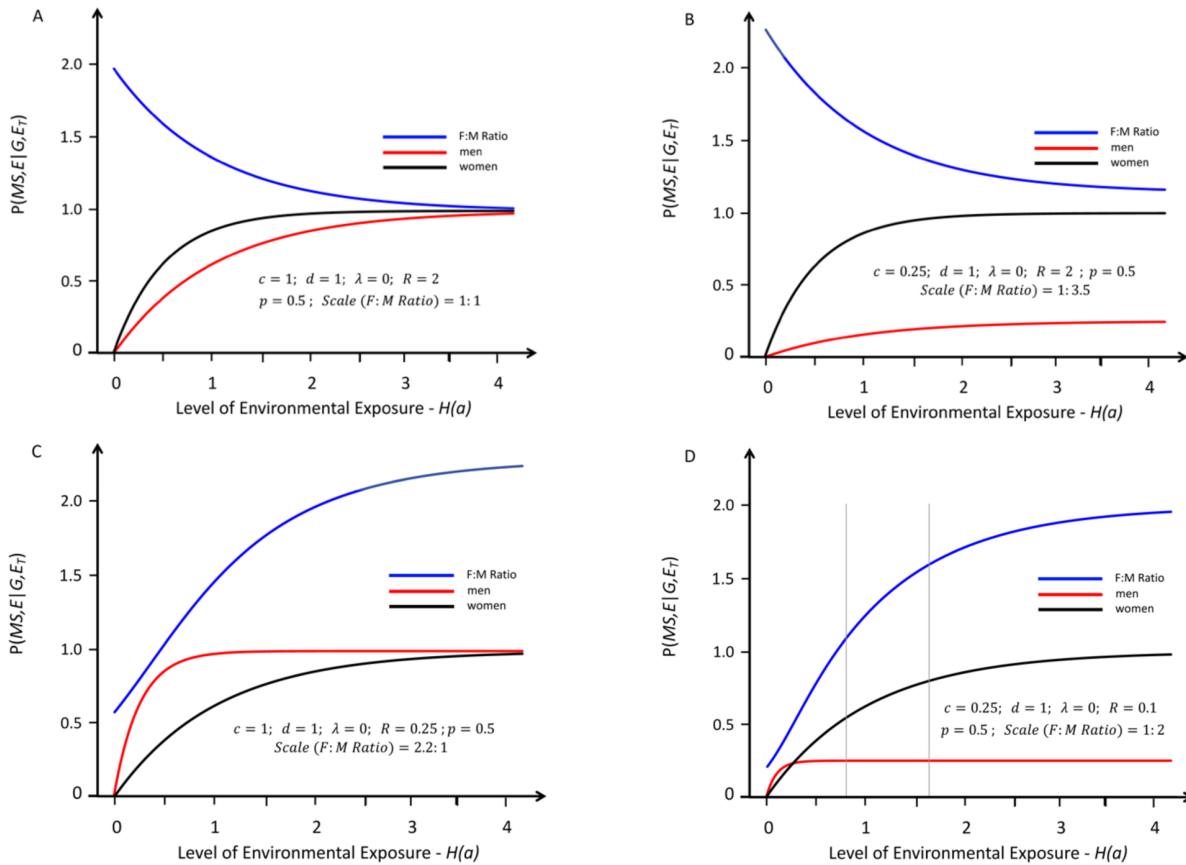 A
P(MS,E|G,E_T)
2.0
1.5
1.0
0.5
0
F:M Ratio
men
women
c = 1; d = 1; λ = 0; R = 2
p = 0.5 ; Scale (F: M Ratio) = 1: 1
0 1 2 3 4
Level of Environmental Exposure - H(a)
B
P(MS,E|G,E_T)
2.0
1.5
1.0
0.5
0
F:M Ratio
men
women
c = 0.25; d = 1; λ = 0; R = 2 ; p = 0.5
Scale (F: M Ratio) = 1: 3.5
0 1 2 3 4
Level of Environmental Exposure - H(a)
C
P(MS,E|G,E_T)
2.0
1.5
1.0
0.5
0
F:M Ratio
men
women
c = 1; d = 1; λ = 0; R = 0.25 ; p = 0.5
Scale (F: M Ratio) = 2.2: 1
0 1 2 3 4
Level of Environmental Exposure - H(a)
D
P(MS,E|G,E_T)
2.0
1.5
1.0
0.5
0
F:M Ratio
men
women
c = 0.25; d = 1; λ = 0; R = 0.1
p = 0.5 ; Scale (F: M Ratio) = 1: 2
0 1 2 3 4
Level of Environmental Exposure - H(a)